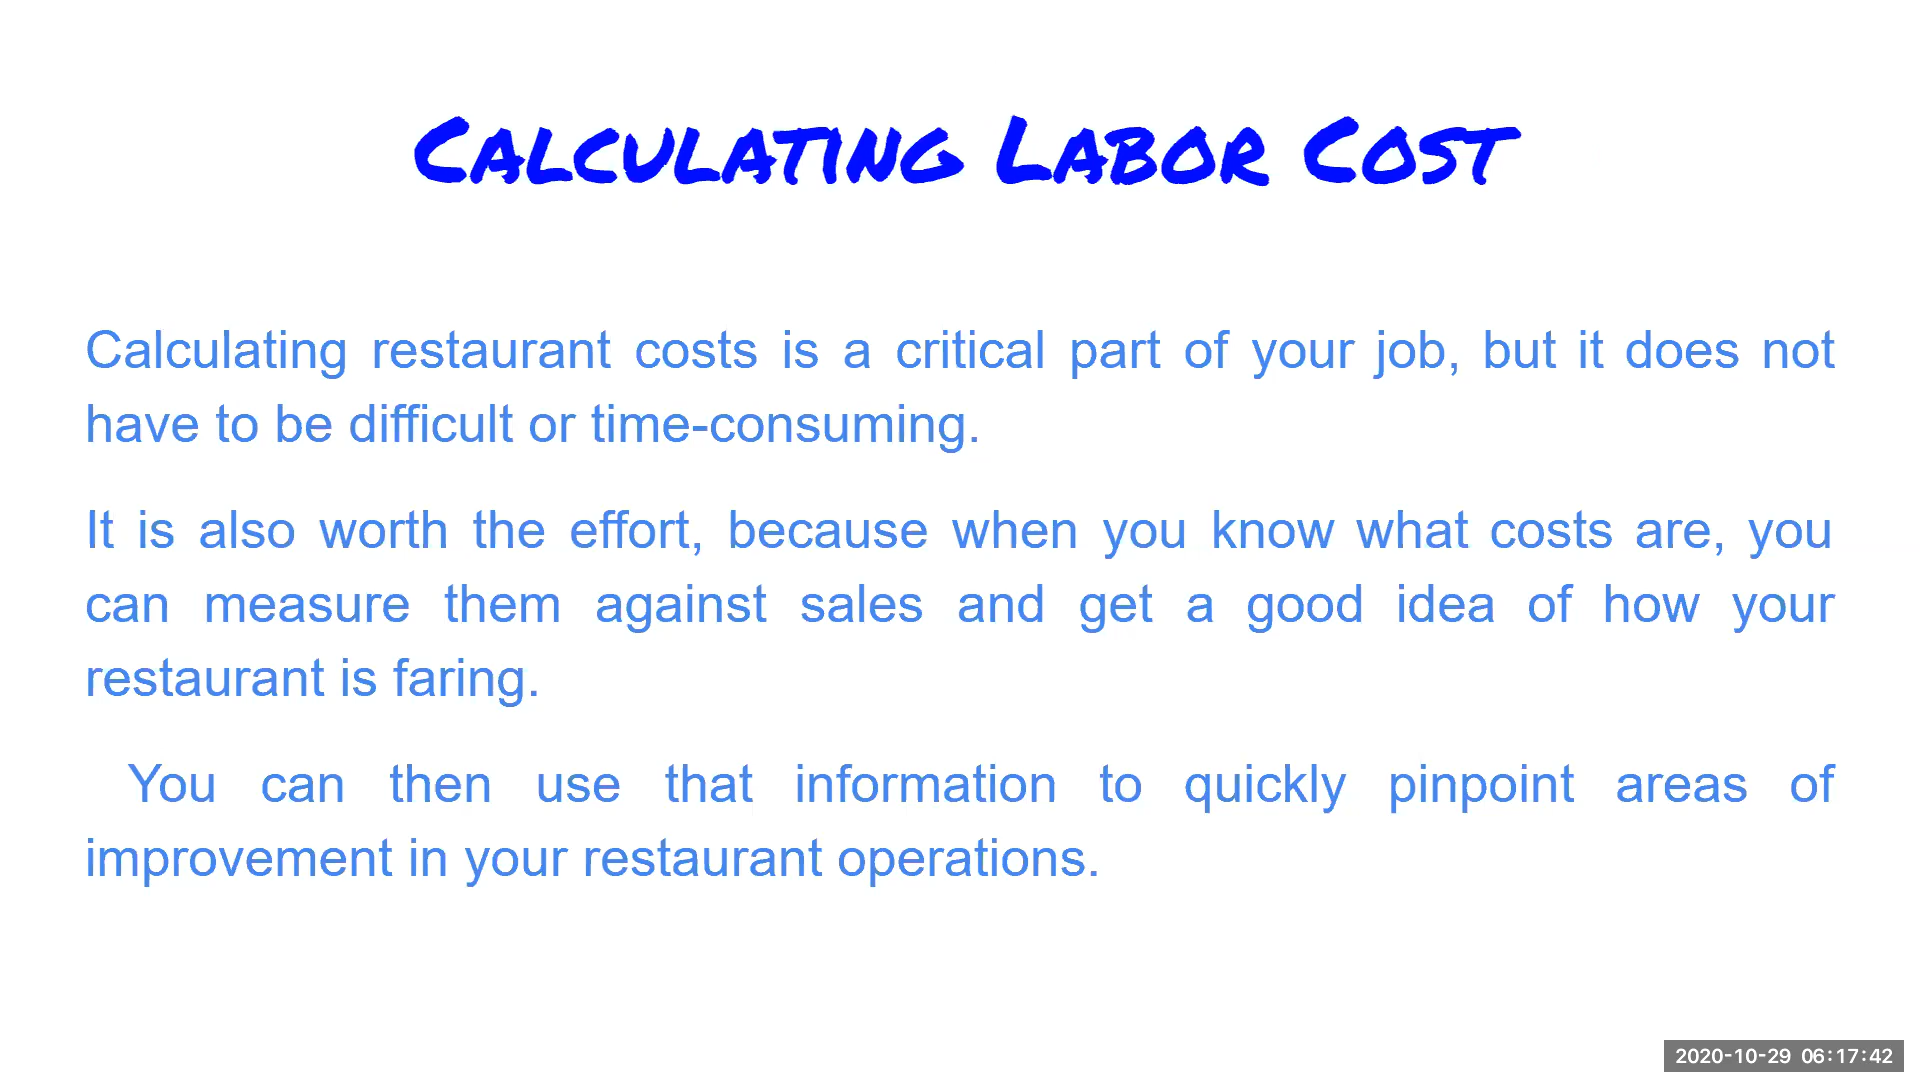 Calculating Labor Cost
Calculating restaurant costs is a critical part of your job, but it does not
have to be difficult or time-consuming.
It is also worth the effort, because when you know what costs are, you
can measure them against sales and get a good idea of how your
restaurant is faring.
You can then use that information to quickly pinpoint areas of
improvement in your restaurant operations.
2020-10-29 06:17:42